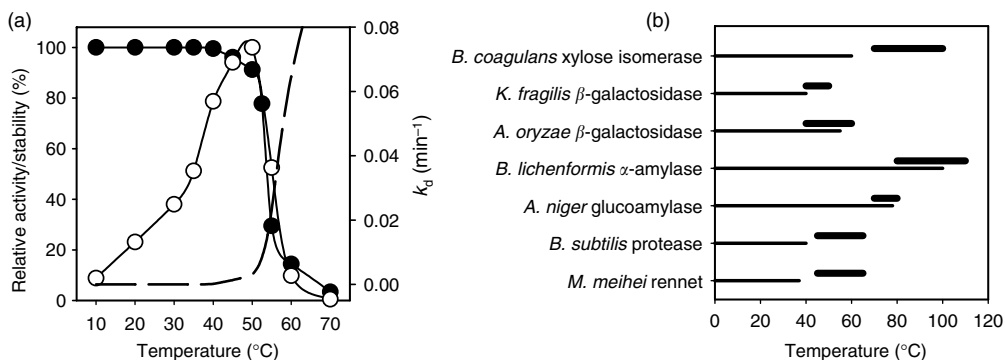 (a)
Relative activity/stability (%)
100
80
60
40
20
0
10 20 30 40 50 60 70
Temperature (°C)
0.08
0.06
0.04
0.02
0.00
k_d (min⁻¹)
(b)
B. coagulans xylose isomerase
K. fragilis β-galactosidase
A. oryzae β-galactosidase
B. lichenformis α-amylase
A. niger glucoamylase
B. subtilis protease
M. meihei rennet
0 20 40 60 80 100 120
Temperature (°C)